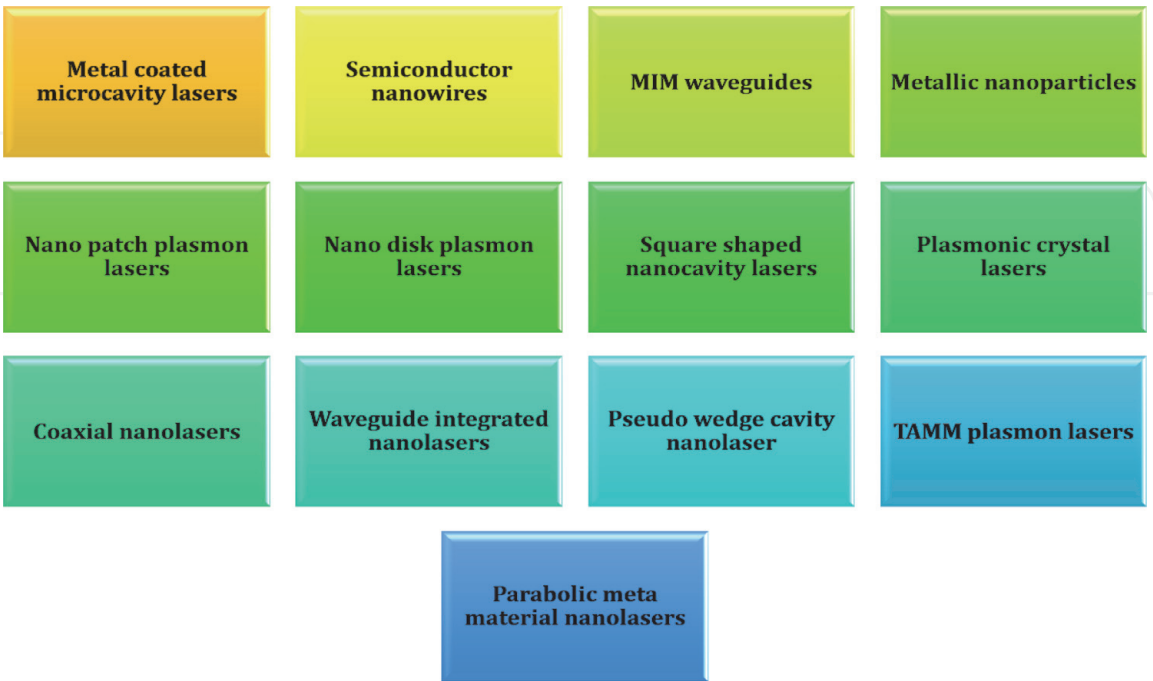 Metal coated
microcavity lasers
Semiconductor
nanowires
MIM waveguides
Metallic nanoparticles
Nano patch plasmon
lasers
Nano disk plasmon
lasers
Square shaped
nanocavity lasers
Plasmonic crystal
lasers
Coaxial nanolasers
Waveguide integrated
nanolasers
Pseudo wedge cavity
nanolaser
TAMM plasmon lasers
Parabolic meta
material nanolasers